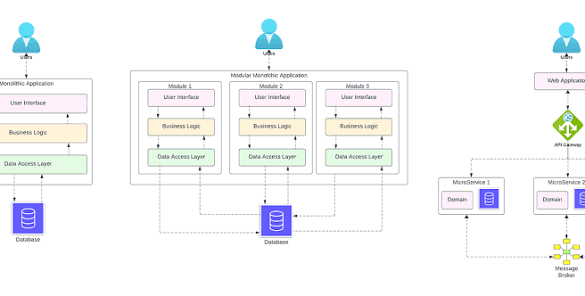 Users
Monolithic Application
User Interface
Business Logic
Data Access Layer
Database
Users
Modular Monolithic Application
Module 1
User Interface
Business Logic
Data Access Layer
Module 2
User Interface
Business Logic
Data Access Layer
Module 3
User Interface
Business Logic
Data Access Layer
Database
Users
Web Application
API Gateway
MicroService 1
Domain
MicroService 2
Domain
Message
Broker